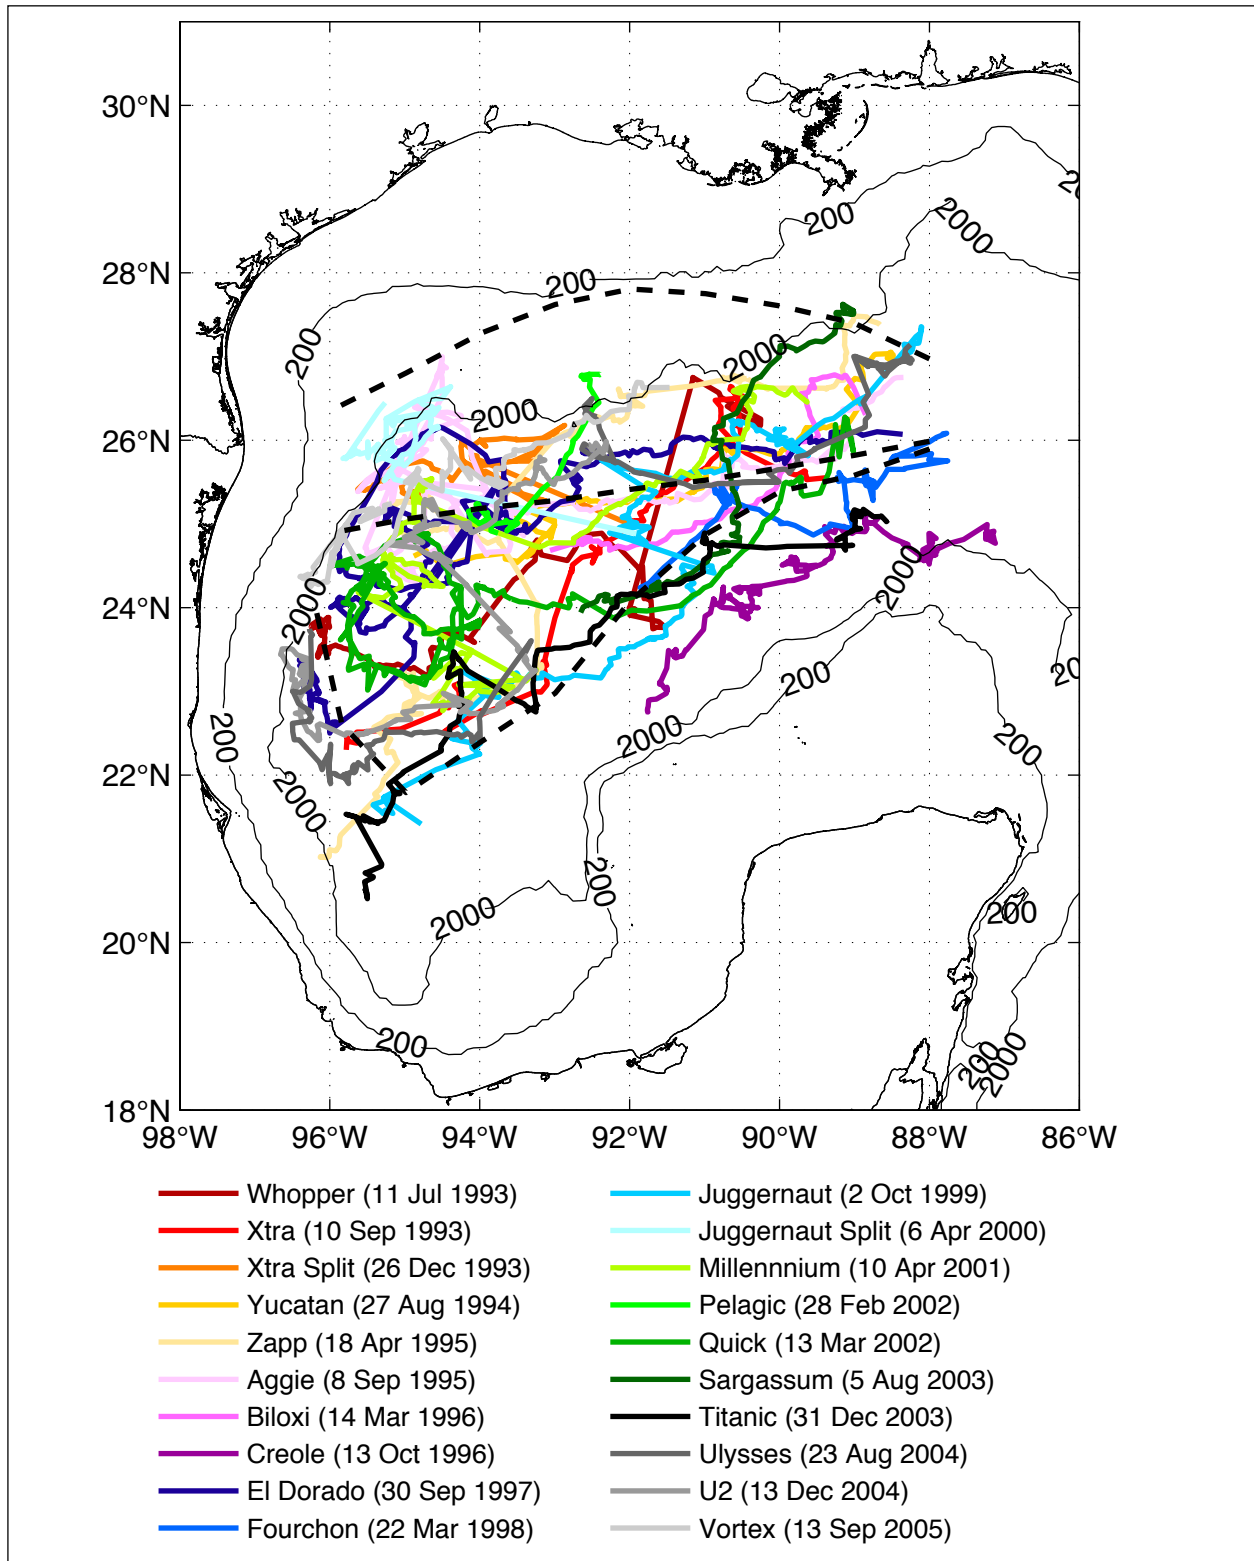 30°N
28°N
26°N
24°N
22°N
20°N
18°N
98°W 96°W 94°W 92°W 90°W 88°W 86°W
200
2000
20
200
200
2000
2000
2000
2000
20
200
2000
200
200
2000
200
2000
200
200
200
2000
Whopper (11 Jul 1993)
Xtra (10 Sep 1993)
Xtra Split (26 Dec 1993)
Yucatan (27 Aug 1994)
Zapp (18 Apr 1995)
Aggie (8 Sep 1995)
Biloxi (14 Mar 1996)
Creole (13 Oct 1996)
El Dorado (30 Sep 1997)
Fourchon (22 Mar 1998)
Juggernaut (2 Oct 1999)
Juggernaut Split (6 Apr 2000)
Millennnium (10 Apr 2001)
Pelagic (28 Feb 2002)
Quick (13 Mar 2002)
Sargassum (5 Aug 2003)
Titanic (31 Dec 2003)
Ulysses (23 Aug 2004)
U2 (13 Dec 2004)
Vortex (13 Sep 2005)